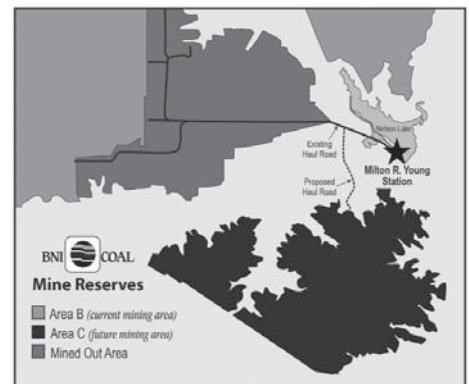 Nelson Lake
Existing
Haul Road
Milton R. Young
Station
Proposed
Haul Road
BNI COAL
Mine Reserves
Area B (current mining area)
Area C (future mining area)
Mined Out Area